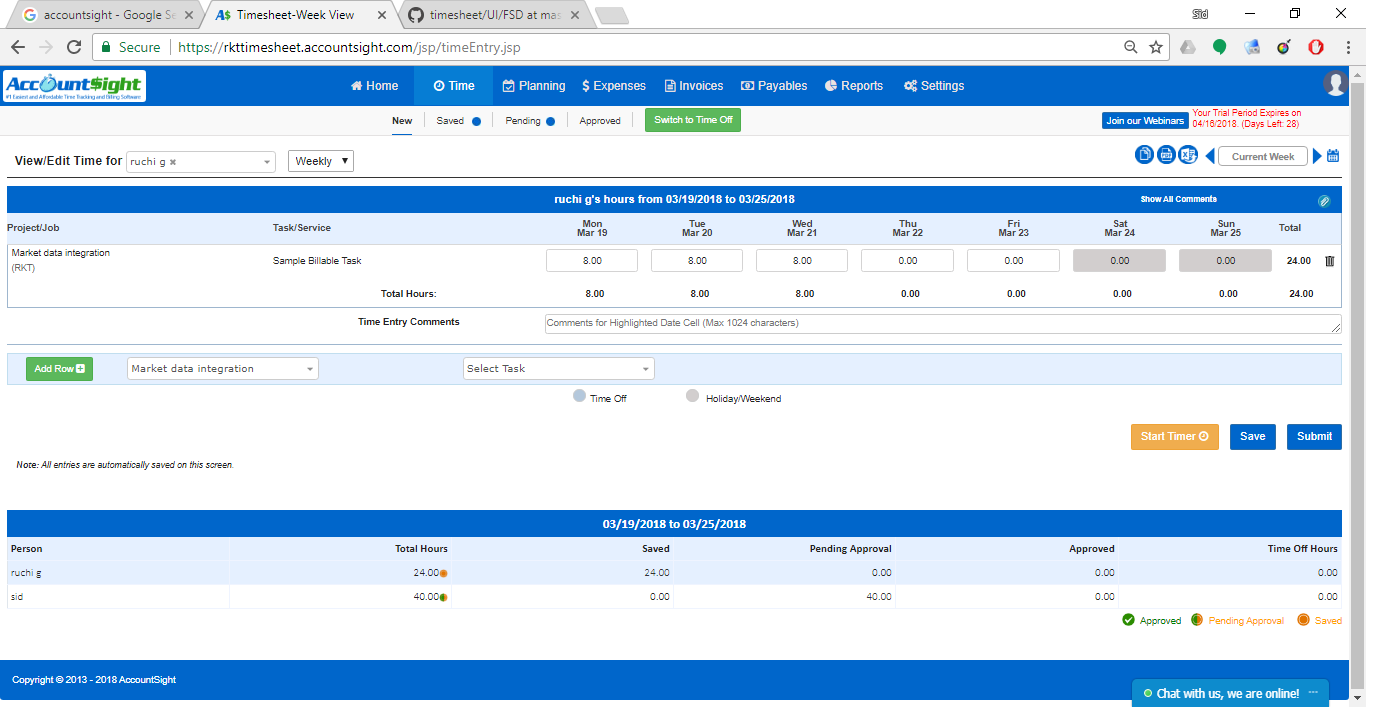 accountsight - Google Se
Timesheet-Week View
timesheet/UI/FSD at mas
Sid
Secure
https://rkttimesheet.accountsight.com/jsp/timeEntry.jsp
Acc unt$ight
#1 Easiest and Affordable Time Tracking and Billing Software
Home
Time
Planning
$ Expenses
Invoices
Payables
Reports
Settings
New
Saved
Pending
Approved
Switch to Time Off
Join our Webinars
Your Trial Period Expires on
04/16/2018. (Days Left: 28)
View/Edit Time for
ruchi g ×
Weekly
Current Week
ruchi g's hours from 03/19/2018 to 03/25/2018
Show All Comments
Project/Job Task/Service Mon Mar 19 Tue Mar 20 Wed Mar 21 Thu Mar 22 Fri Mar 23 Sat Mar 24 Sun Mar 25 Total
Market data integration
(RKT)
Sample Billable Task 8.00 8.00 8.00 0.00 0.00 0.00 0.00 24.00
Total Hours: 8.00 8.00 8.00 0.00 0.00 0.00 0.00 24.00
Time Entry Comments
Comments for Highlighted Date Cell (Max 1024 characters)
Add Row
Market data integration
Select Task
Time Off
Holiday/Weekend
Start Timer
Save
Submit
Note: All entries are automatically saved on this screen.
03/19/2018 to 03/25/2018
Person Total Hours Saved Pending Approval Approved Time Off Hours
ruchi g 24.00 24.00 0.00 0.00 0.00
sid 40.00 0.00 40.00 0.00 0.00
Approved
Pending Approval
Saved
Copyright © 2013 - 2018 AccountSight
Chat with us, we are online!